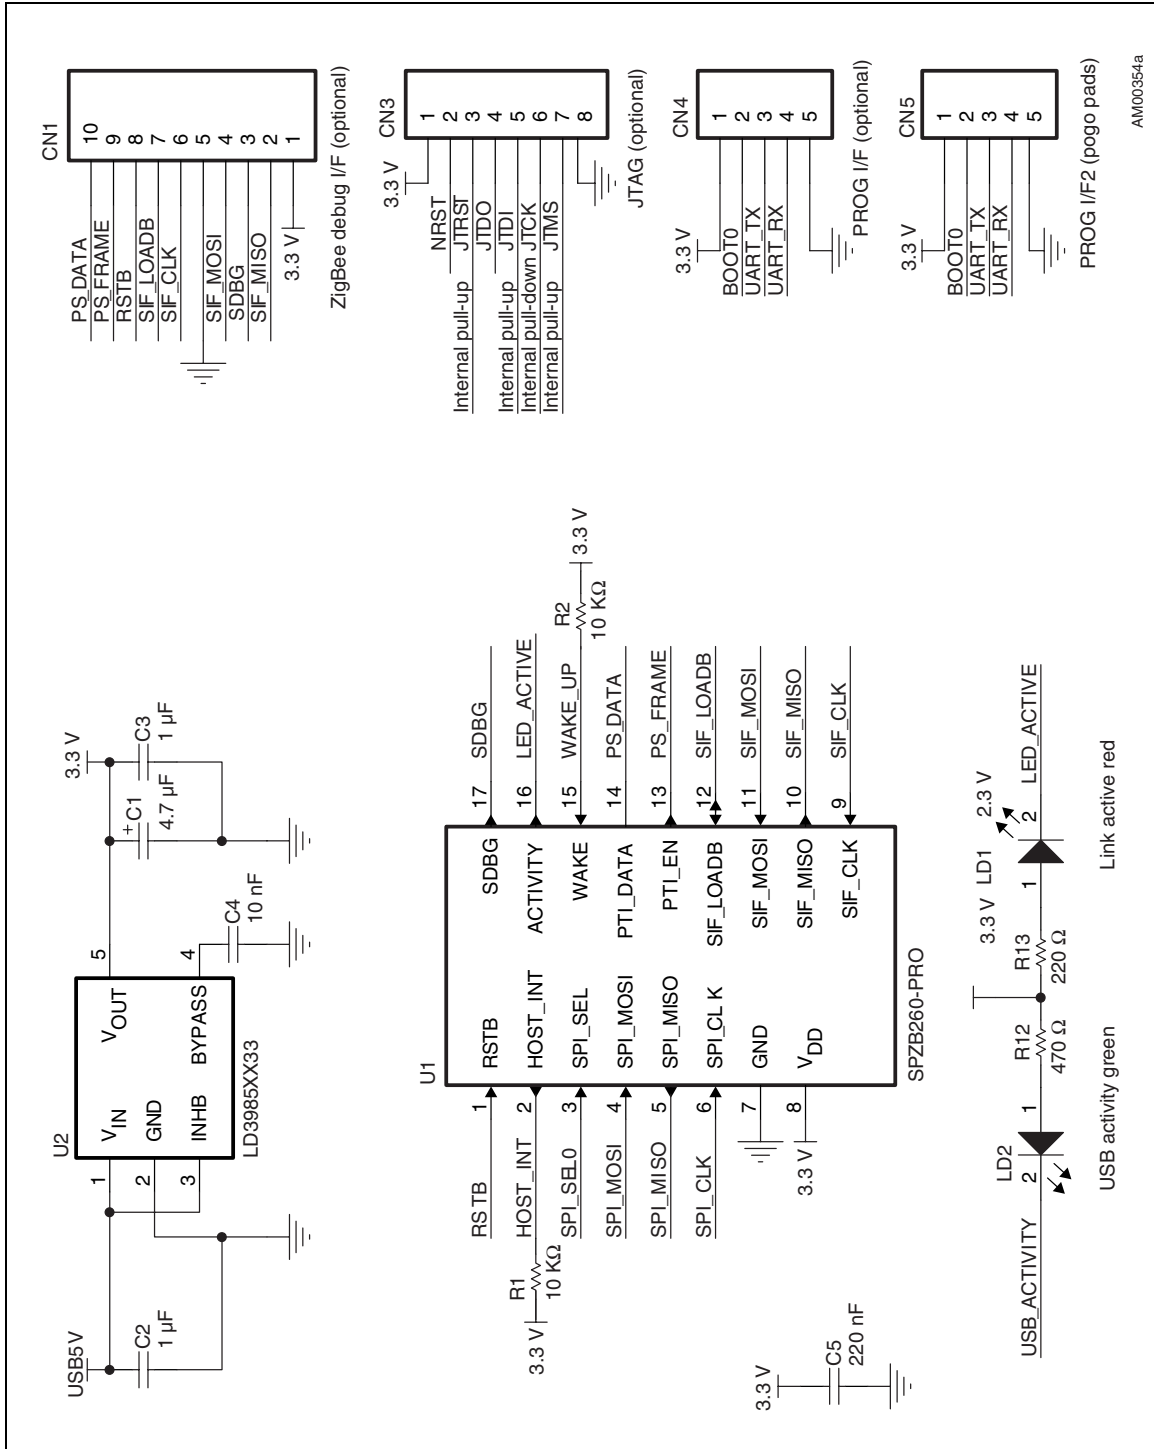 USB5V
C2
1 µF
U2
1
2
3
VIN
GND
INHB
VOUT
BYPASS
5
4
LD3985XX33
C4
10 nF
+
C1
4.7 µF
3.3 V
C3
1 µF
CN1
PS_DATA
PS_FRAME
RSTB
SIF_LOADB
SIF_CLK
SIF_MOSI
SDBG
SIF_MISO
3.3 V
10
9
8
7
6
5
4
3
2
1
ZigBee debug I/F (optional)
CN3
3.3 V
NRST
Internal pull-up JTRST
JTDO
Internal pull-up JTDI
Internal pull-down JTCK
Internal pull-up JTMS
1
2
3
4
5
6
7
8
JTAG (optional)
CN4
3.3 V
BOOT0
UART_TX
UART_RX
1
2
3
4
5
PROG I/F (optional)
CN5
3.3 V
BOOT0
UART_TX
UART_RX
1
2
3
4
5
PROG I/F2 (pogo pads)
U1
RSTB
1
RSTB
HOST_INT
2
HOST_INT
R1
10 KΩ
3.3 V
SPI_SEL0
3
SPI_SEL
SPI_MOSI
4
SPI_MOSI
SPI_MISO
5
SPI_MISO
SPI_CLK
6
SPI_CL K
7
GND
3.3 V
8
VDD
SDBG
17
SDBG
ACTIVITY
16
LED_ACTIVE
WAKE
15
WAKE_UP
R2
10 KΩ
3.3 V
PTI_DATA
14
PS_DATA
PTI_EN
13
PS_FRAME
SIF_LOADB
12
SIF_LOADB
SIF_MOSI
11
SIF_MOSI
SIF_MISO
10
SIF_MISO
SIF_CLK
9
SIF_CLK
SPZB260-PRO
3.3 V
C5
220 nF
USB_ACTIVITY
LD2
2
1
R12
470 Ω
USB activity green
3.3 V
R13
220 Ω
LD1
1
2
2.3 V
LED_ACTIVE
Link active red
AM00354a